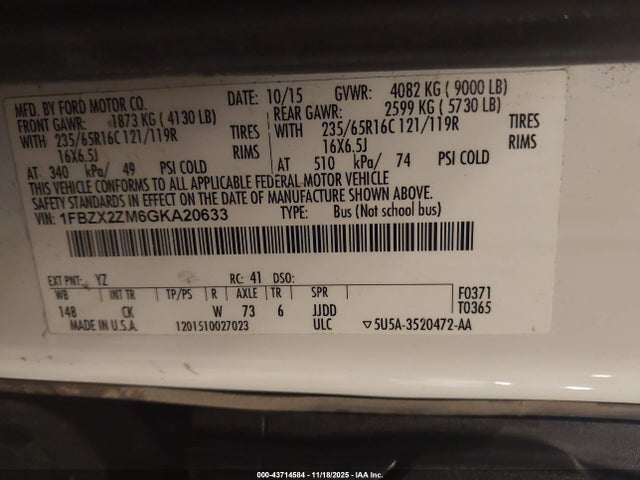 MFD. BY FORD MOTOR CO.
DATE: 10/15 GVWR: 4082 KG ( 9000 LB)
FRONT GAWR: 1873 KG ( 4130 LB)
REAR GAWR: 2599 KG ( 5730 LB)
WITH 235/65R16C 121/119R TIRES
WITH 235/65R16C 121/119R TIRES
16X6.5J RIMS
16X6.5J RIMS
AT 340 kPa/ 49 PSI COLD
AT 510 kPa/ 74 PSI COLD
THIS VEHICLE CONFORMS TO ALL APPLICABLE FEDERAL MOTOR VEHICLE
SAFETY STANDARDS IN EFFECT ON THE DATE OF MANUFACTURE SHOWN ABOVE.
VIN: 1FBZX2ZM6GKA20633 TYPE: Bus (Not school bus)
EXT PNT: YZ RC: 41 DSO:
WB INT TR TP/PS R AXLE TR SPR F0371
148 CK W 73 6 JJDD T0365
MADE IN U.S.A. 1201510027023 ULC ▽5U5A-3520472-AA
000-43714584 - 11/18/2025 - IAA Inc.